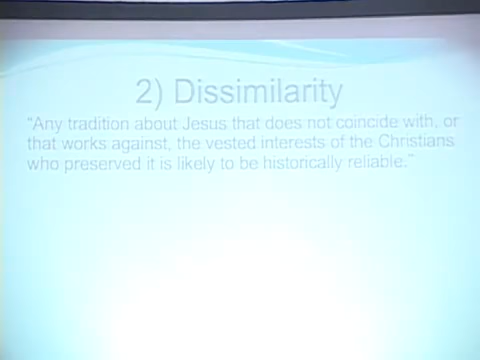 2) Dissimilarity
“Any tradition about Jesus that does not coincide with, or
that works against, the vested interests of the Christians
who preserved it is likely to be historically reliable.”